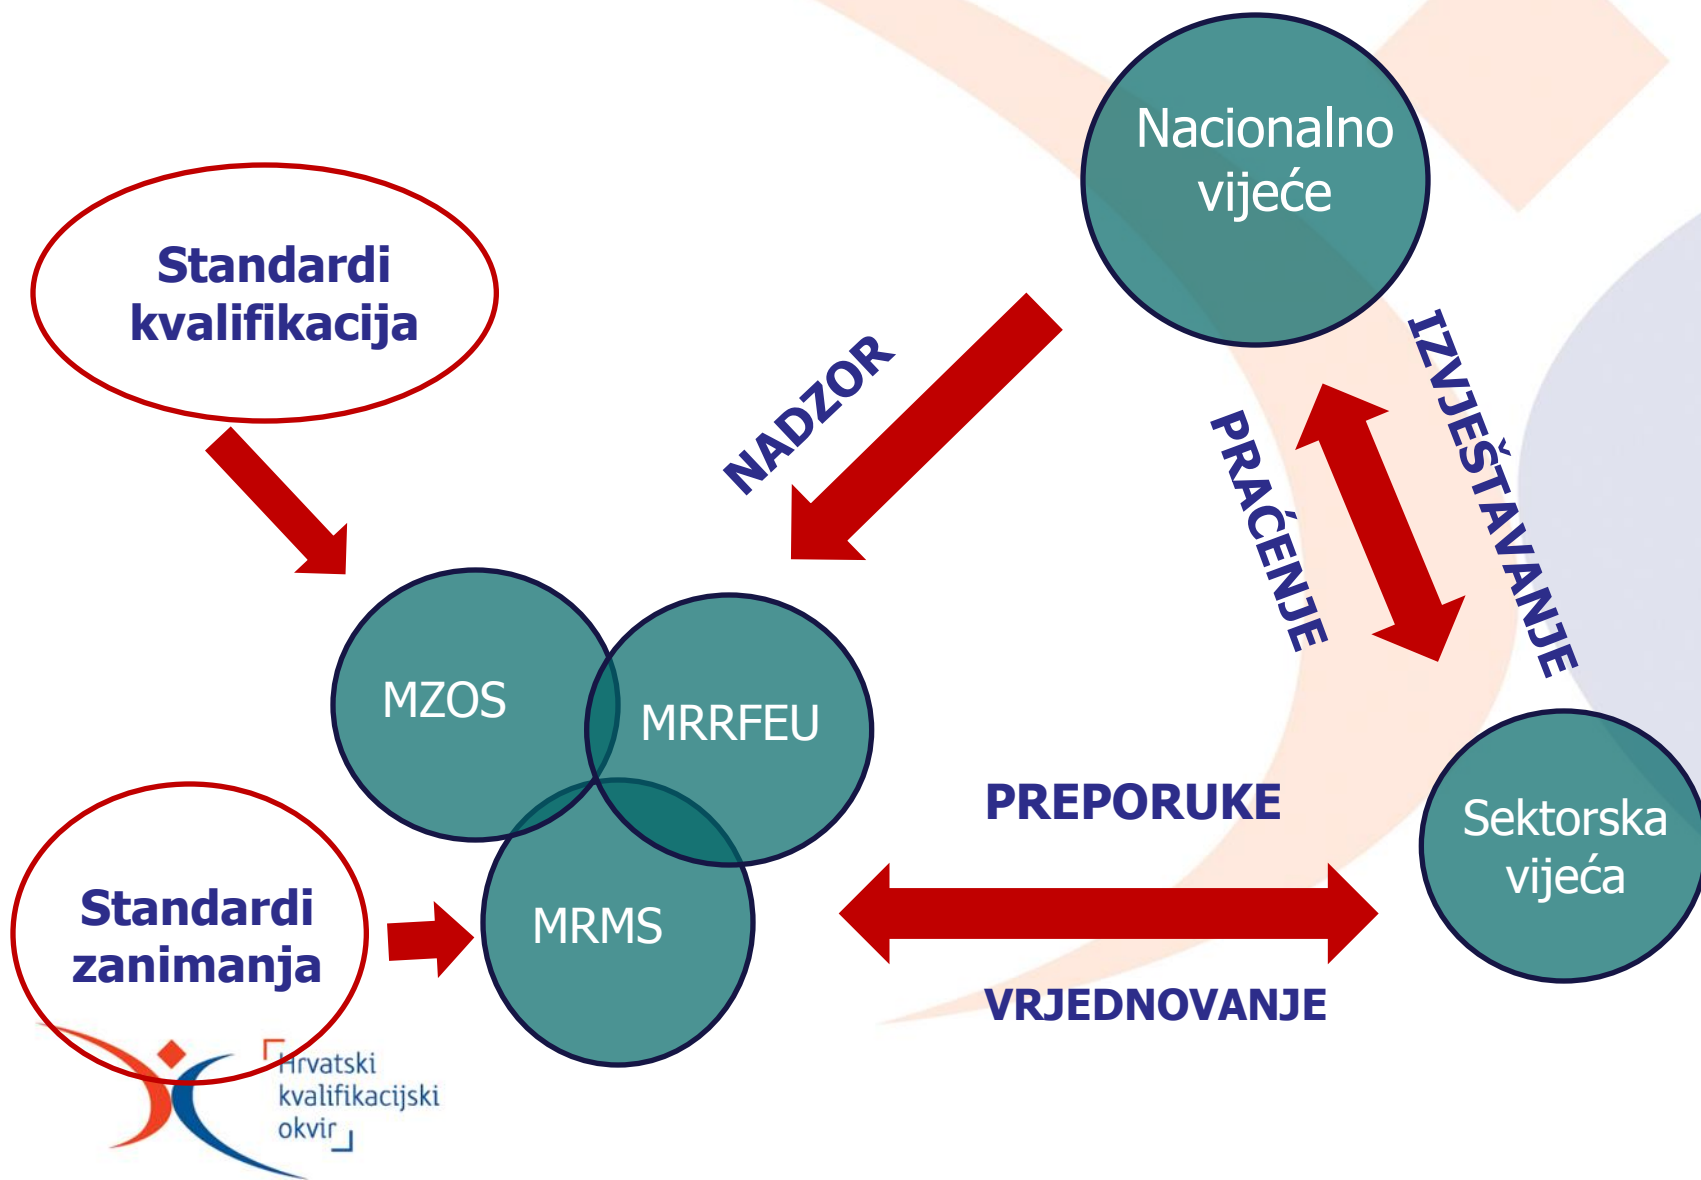 Nacionalno
vijeće
Standardi
kvalifikacija
NADZOR
PRAĆENJE
IZVJEŠTAVANJE
MZOS
MRRFEU
MRMS
PREPORUKE
VRJEDNOVANJE
Sektorska
vijeća
Standardi
zanimanja
Hrvatski
kvalifikacijski
okvir